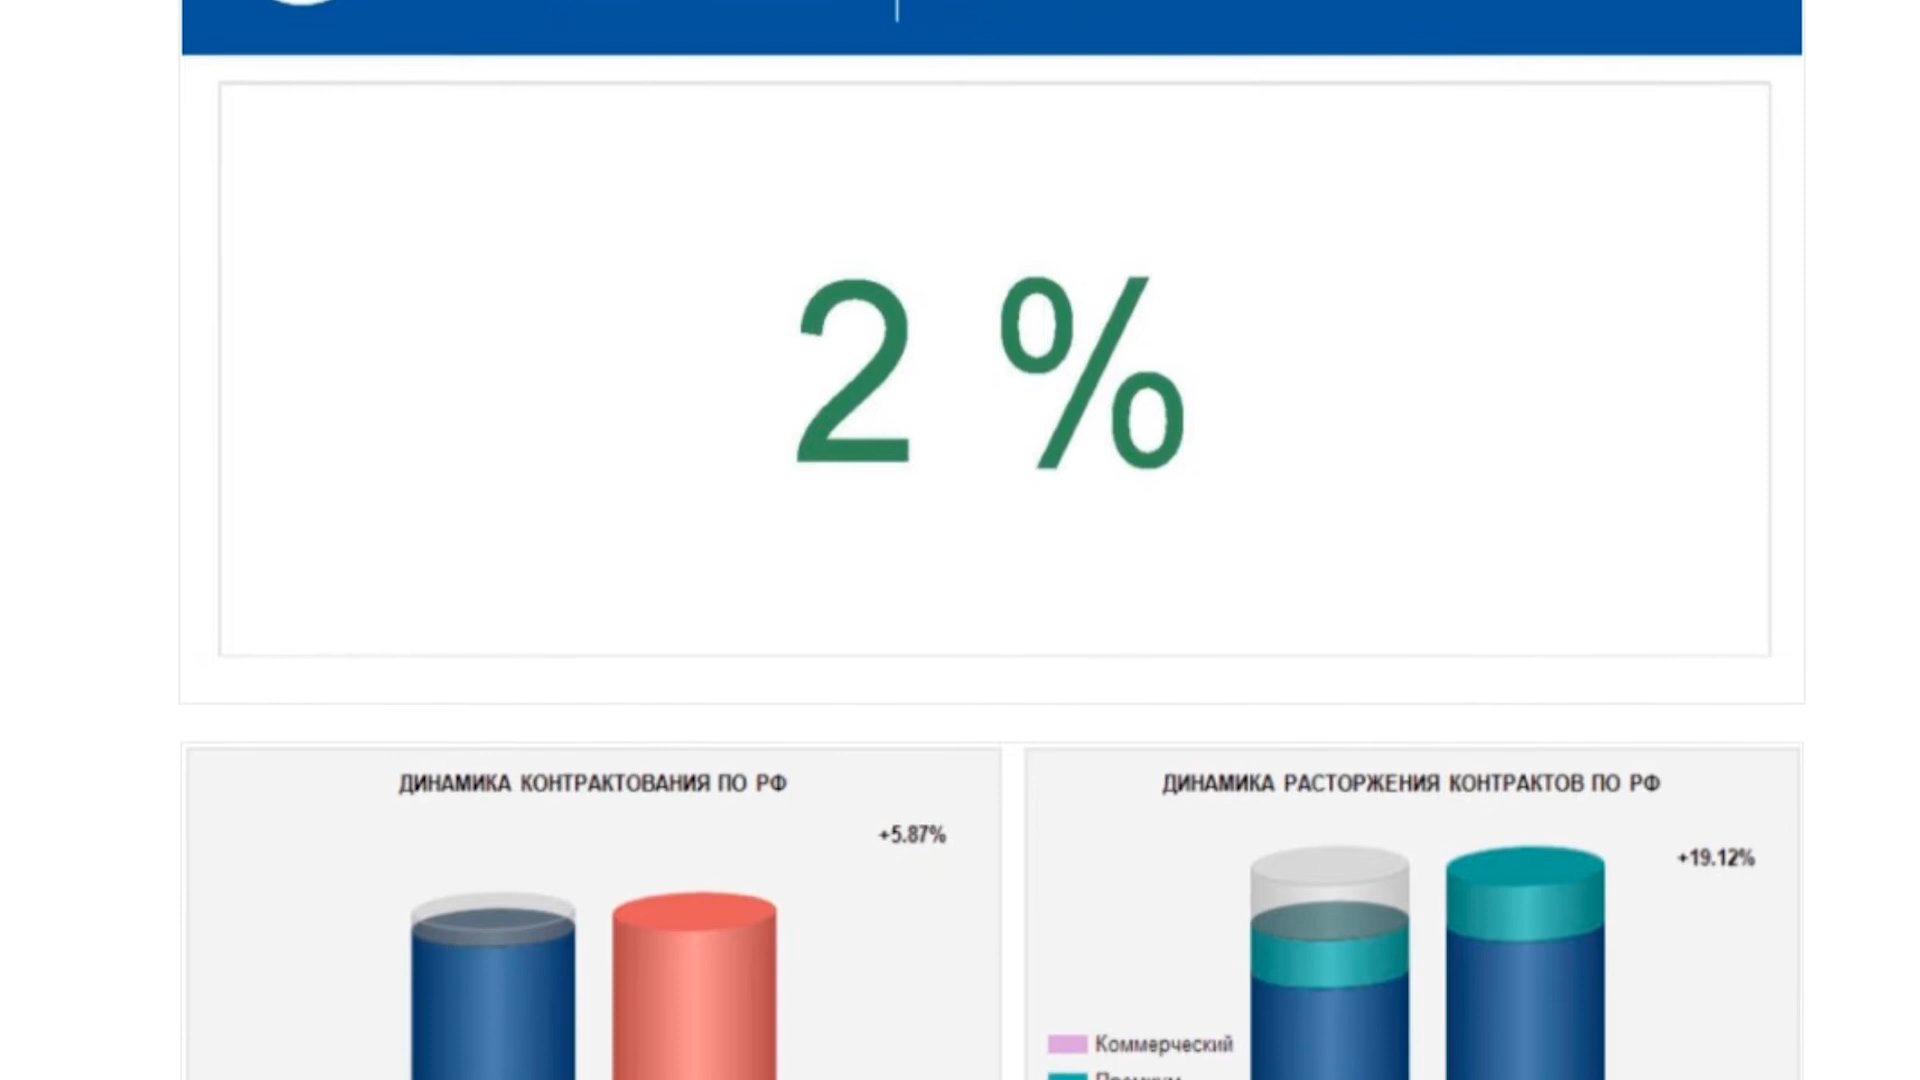 2 %
ДИНАМИКА КОНТРАКТОВАНИЯ ПО РФ
+5.87%
ДИНАМИКА РАСТОРЖЕНИЯ КОНТРАКТОВ ПО РФ
+19.12%
Коммерческий